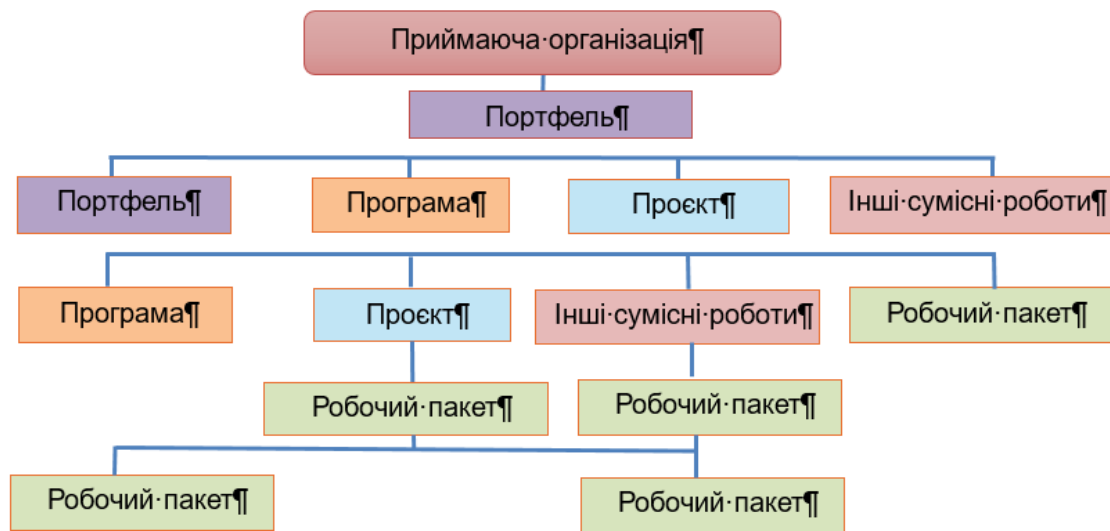 Приймаюча·організація¶
Портфель¶
Портфель¶
Програма¶
Проєкт¶
Інші·сумісні·роботи¶
Програма¶
Проєкт¶
Інші·сумісні·роботи¶
Робочий·пакет¶
Робочий·пакет¶
Робочий·пакет¶
Робочий·пакет¶
Робочий·пакет¶